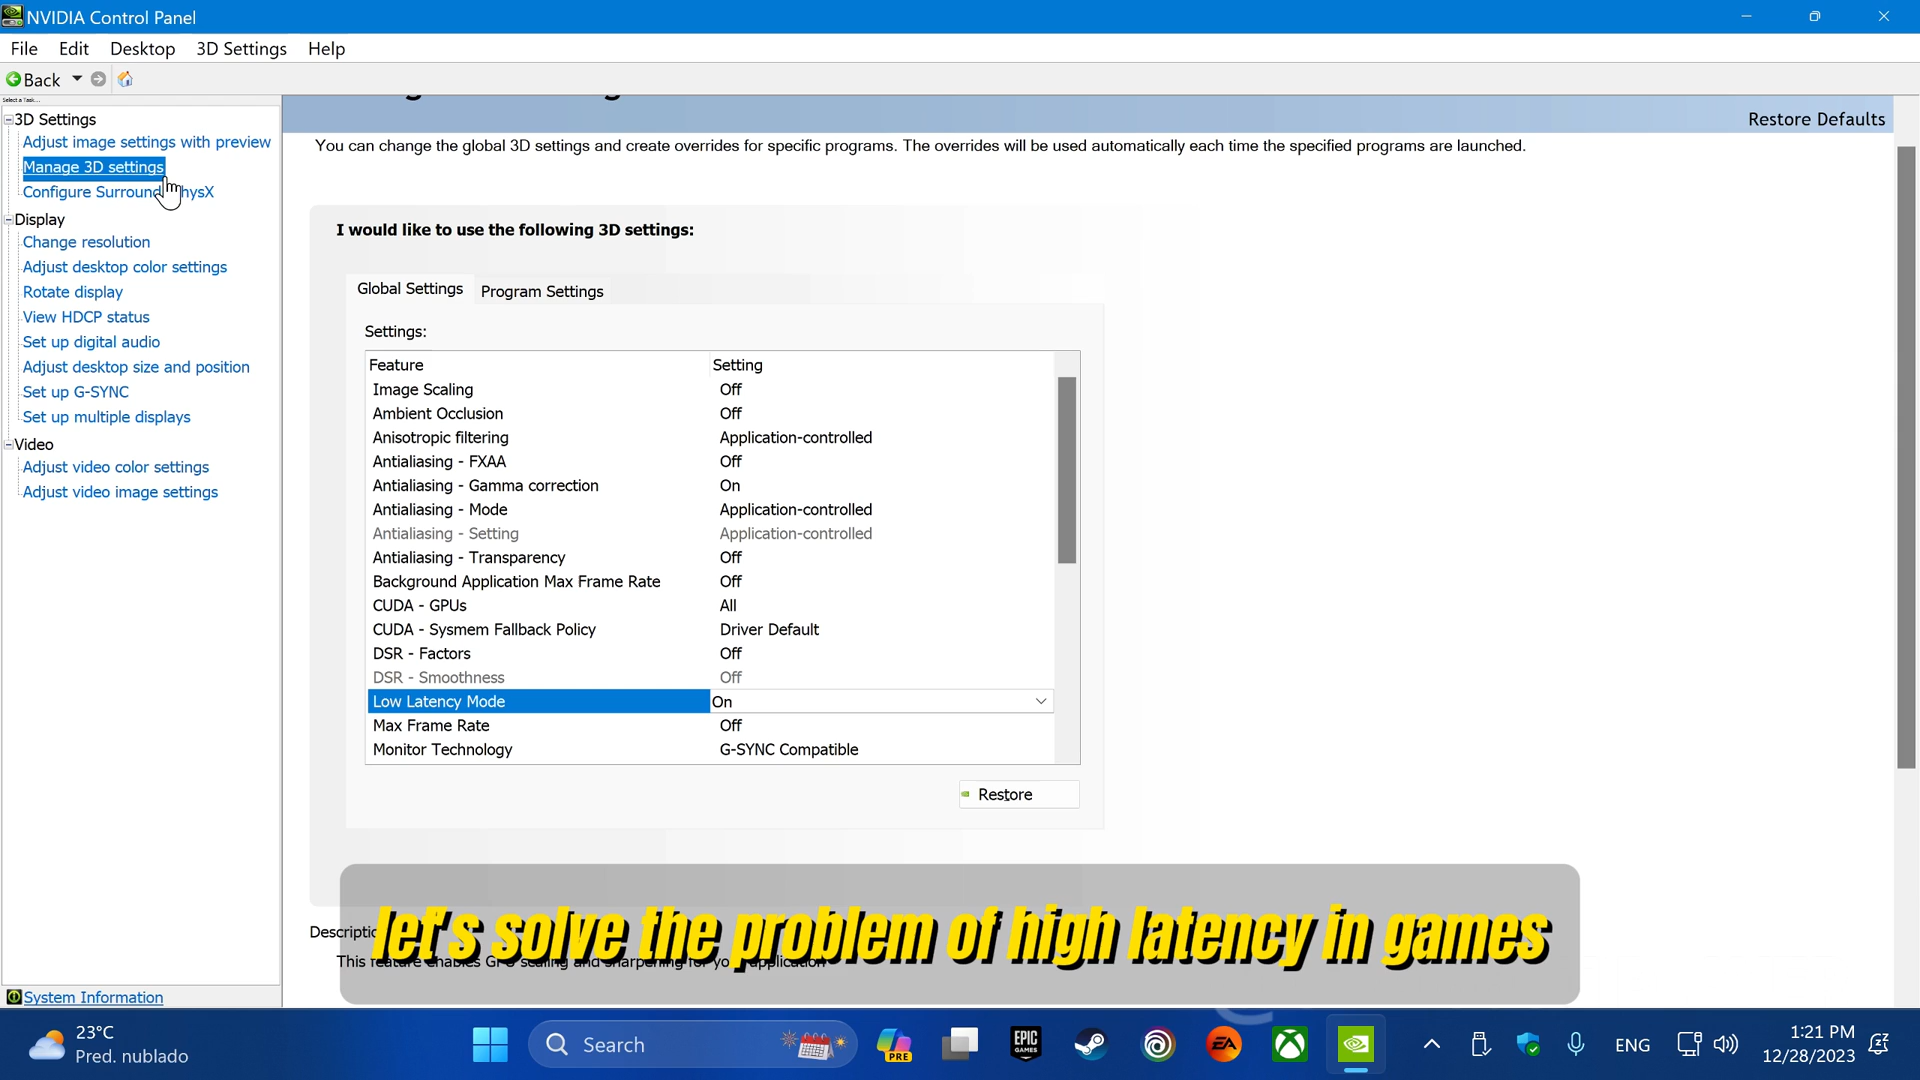 NVIDIA Control Panel
File Edit Desktop 3D Settings Help
Back
Select a Task...
3D Settings
Adjust image settings with preview
Manage 3D settings
Configure Surround hysX
Display
Change resolution
Adjust desktop color settings
Rotate display
View HDCP status
Set up digital audio
Adjust desktop size and position
Set up G-SYNC
Set up multiple displays
Video
Adjust video color settings
Adjust video image settings
System Information
Restore Defaults
You can change the global 3D settings and create overrides for specific programs. The overrides will be used automatically each time the specified programs are launched.
I would like to use the following 3D settings:
Global Settings Program Settings
Settings:
Feature Setting
Image Scaling Off
Ambient Occlusion Off
Anisotropic filtering Application-controlled
Antialiasing - FXAA Off
Antialiasing - Gamma correction On
Antialiasing - Mode Application-controlled
Antialiasing - Setting Application-controlled
Antialiasing - Transparency Off
Background Application Max Frame Rate Off
CUDA - GPUs All
CUDA - Sysmem Fallback Policy Driver Default
DSR - Factors Off
DSR - Smoothness Off
Low Latency Mode On
Max Frame Rate Off
Monitor Technology G-SYNC Compatible
Restore
let's solve the problem of high latency in games
23°C
Pred. nublado
Search
PRE
EPIC
GAMES
EA
ENG
1:21 PM
12/28/2023